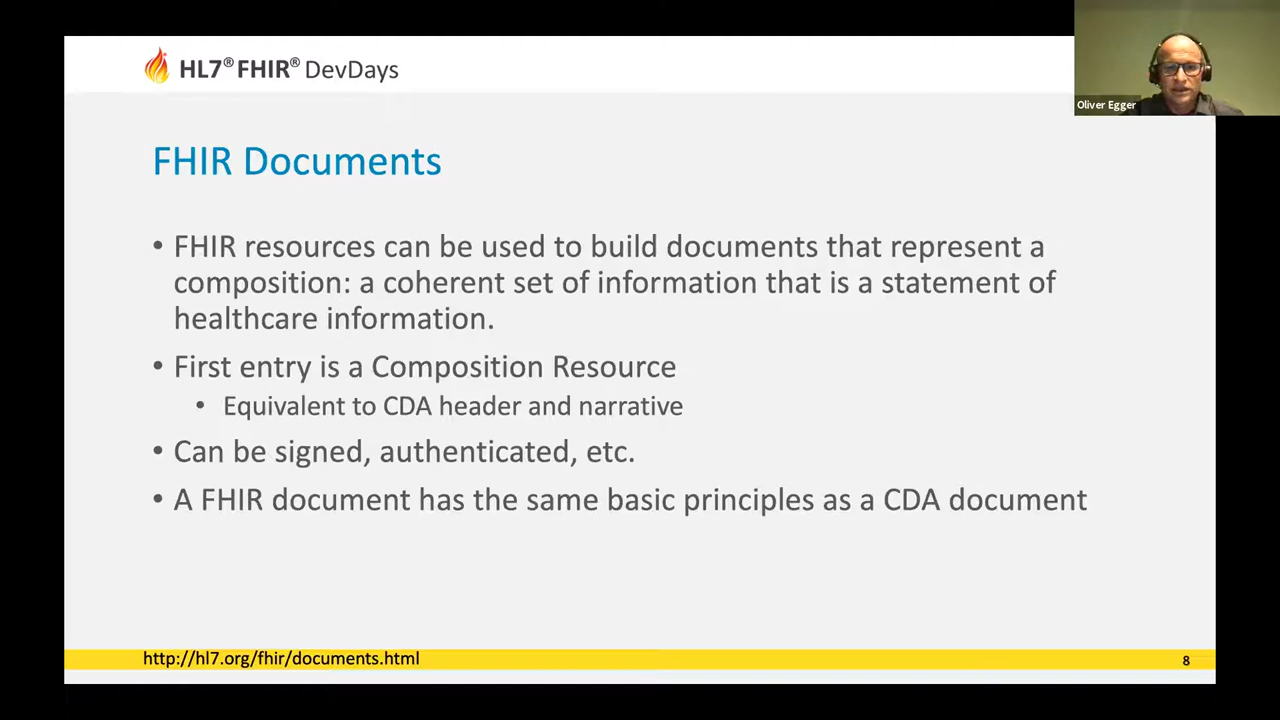 HL7® FHIR® DevDays
Oliver Egger
FHIR Documents
• FHIR resources can be used to build documents that represent a
composition: a coherent set of information that is a statement of
healthcare information.
• First entry is a Composition Resource
• Equivalent to CDA header and narrative
• Can be signed, authenticated, etc.
• A FHIR document has the same basic principles as a CDA document
http://hl7.org/fhir/documents.html
8